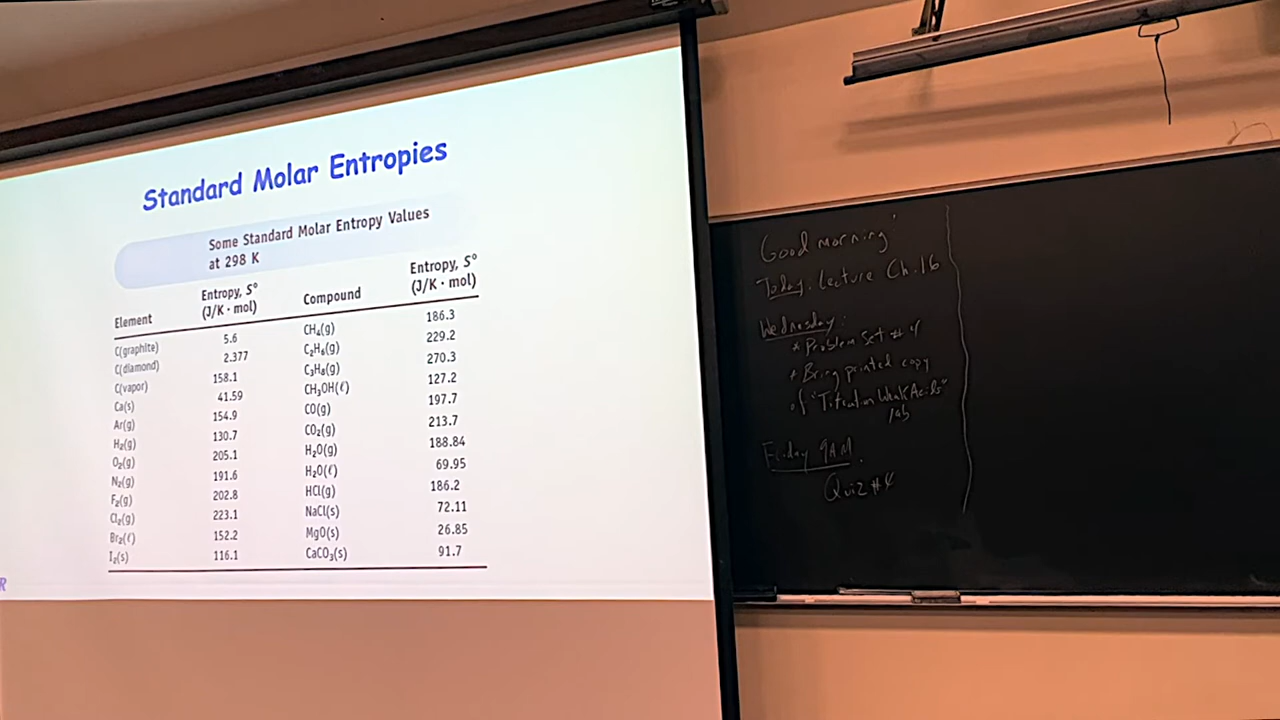 Standard Molar Entropies
Some Standard Molar Entropy Values
at 298 K
Element Entropy, S° (J/K · mol) Compound Entropy, S° (J/K · mol)
C(graphite) 5.6 CH₄(g) 186.3
C(diamond) 2.377 C₂H₆(g) 229.2
C(vapor) 158.1 C₃H₈(g) 270.3
Ca(s) 41.59 CH₃OH(ℓ) 127.2
Ar(g) 154.9 CO(g) 197.7
H₂(g) 130.7 CO₂(g) 213.7
O₂(g) 205.1 H₂O(g) 188.84
N₂(g) 191.6 H₂O(ℓ) 69.95
F₂(g) 202.8 HCl(g) 186.2
Cl₂(g) 223.1 NaCl(s) 72.11
Br₂(ℓ) 152.2 MgO(s) 26.85
I₂(s) 116.1 CaCO₃(s) 91.7
R
Good morning
Today: Lecture Ch. 16
Wednesday:
* Problem Set #4
* Bring printed copy
of "Titration Weak Acids"
lab
Friday 9AM
Quiz #4